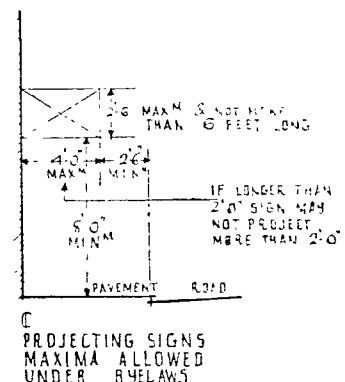 2'6 MAXᴹ & NOT MORE
THAN 6 FEET LONG
4'0" 2'6"
MAXᴹ MINᴹ
8'0"
MINᴹ
IF LONGER THAN
2'0" SIGN MAY
NOT PROJECT
MORE THAN 2'0"
PAVEMENT ROAD
C
PROJECTING SIGNS
MAXIMA ALLOWED
UNDER BYELAWS